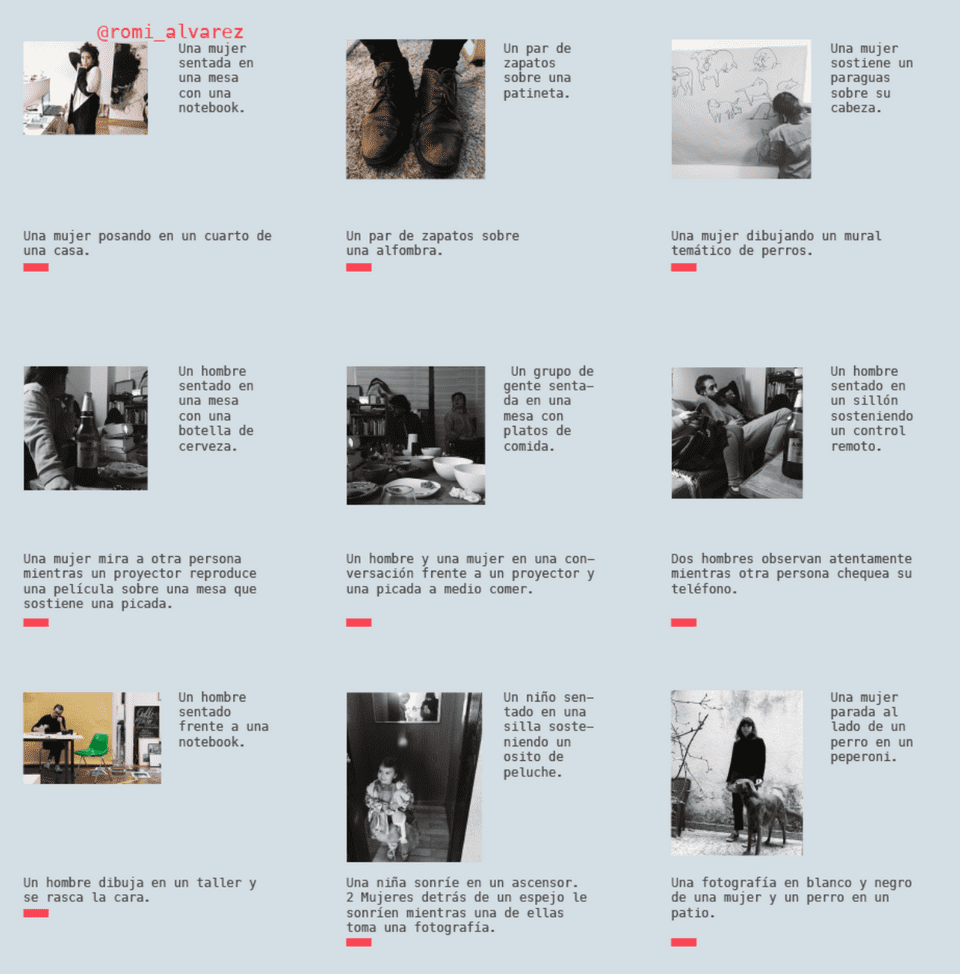 @romi_alvarez
Una mujer
sentada en
una mesa
con una
notebook.
Una mujer posando en un cuarto de
una casa.
Un par de
zapatos
sobre una
patineta.
Un par de zapatos sobre
una alfombra.
Una mujer
sostiene un
paraguas
sobre su
cabeza.
Una mujer dibujando un mural
temático de perros.
Un hombre
sentado en
una mesa
con una
botella de
cerveza.
Una mujer mira a otra persona
mientras un proyector reproduce
una película sobre una mesa que
sostiene una picada.
Un grupo de
gente senta–
da en una
mesa con
platos de
comida.
Un hombre y una mujer en una con–
versación frente a un proyector y
una picada a medio comer.
Un hombre
sentado en
un sillón
sosteniendo
un control
remoto.
Dos hombres observan atentamente
mientras otra persona chequea su
teléfono.
Un hombre
sentado
frente a una
notebook.
Un hombre dibuja en un taller y
se rasca la cara.
Un niño sen–
tado en una
silla soste–
niendo un
osito de
peluche.
Una niña sonríe en un ascensor.
2 Mujeres detrás de un espejo le
sonríen mientras una de ellas
toma una fotografía.
Una mujer
parada al
lado de un
perro en un
peperoni.
Una fotografía en blanco y negro
de una mujer y un perro en un
patio.